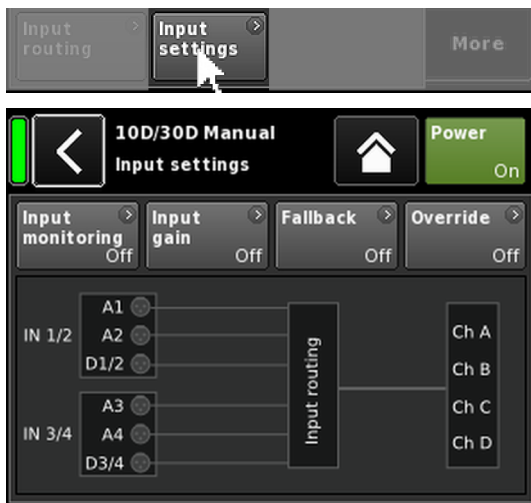 Input
routing
Input
settings
More
10D/30D Manual
Input settings
Power
On
Input
monitoring
Off
Input
gain
Off
Fallback
Off
Override
Off
IN 1/2
A1
A2
D1/2
IN 3/4
A3
A4
D3/4
Input routing
Ch A
Ch B
Ch C
Ch D